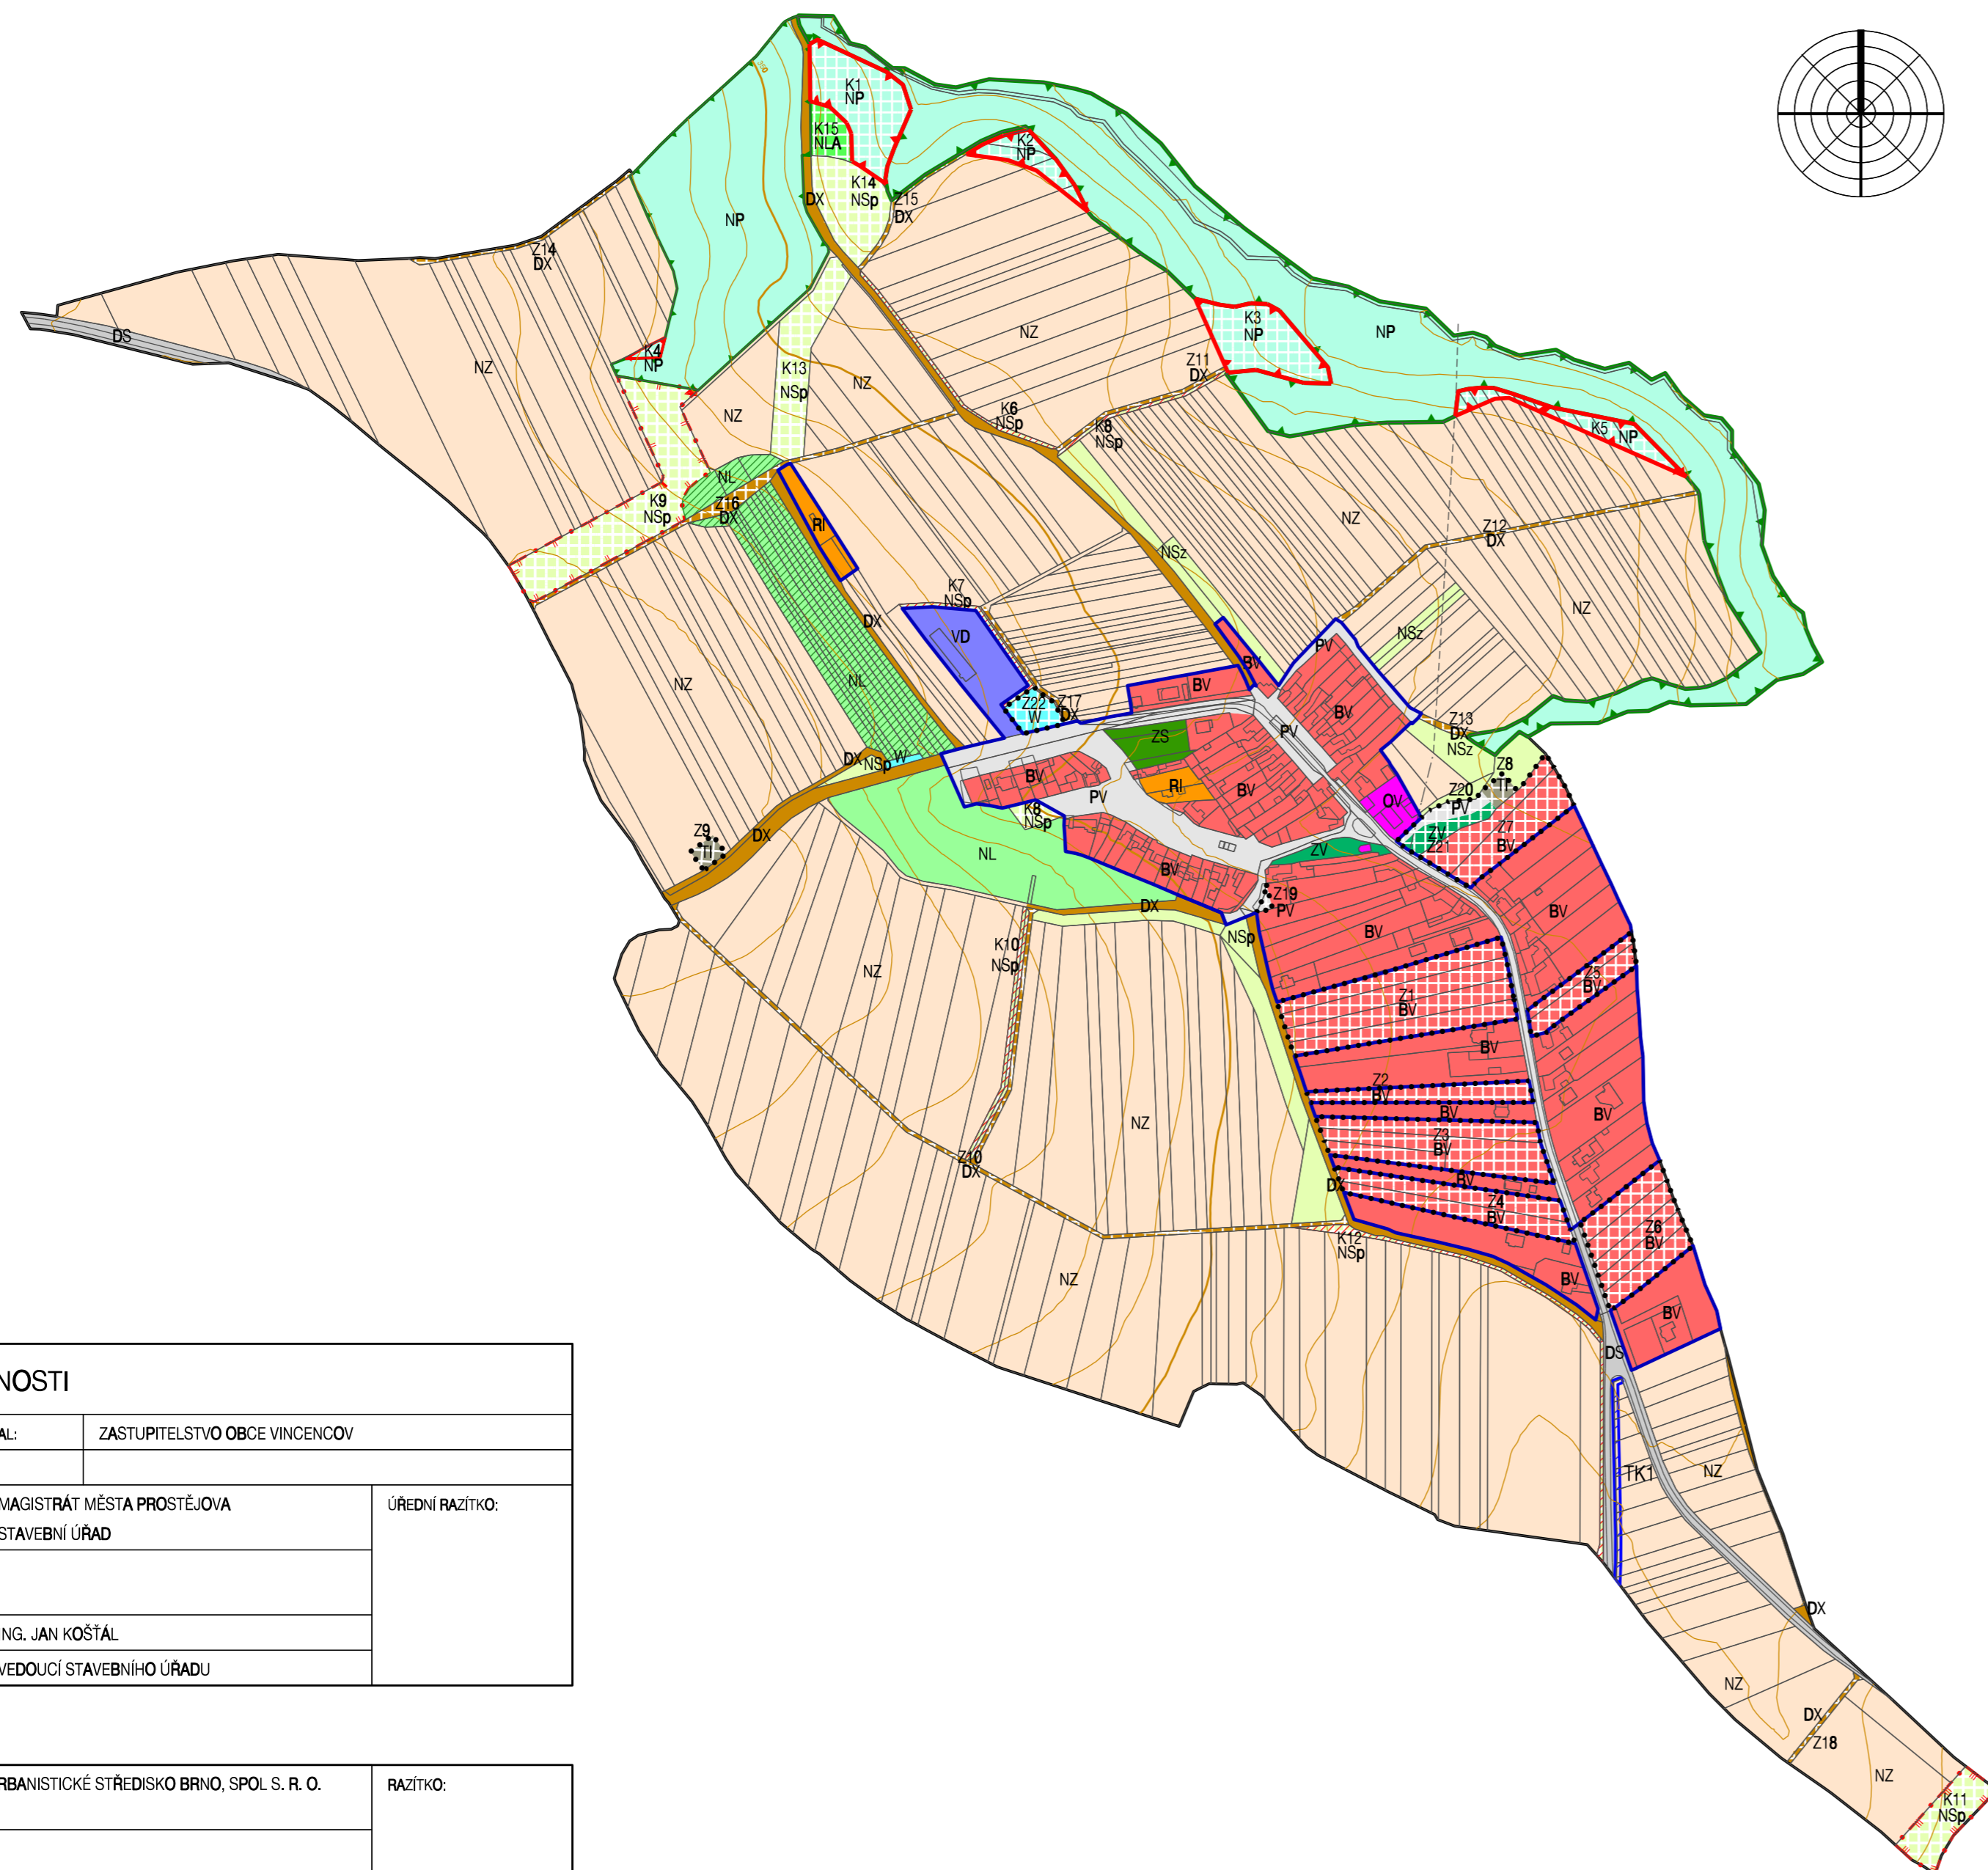 K1
NP
K15
NLA
K2
NP
K14
NSp
Z15
DX
DX
NP
360
Z14
DX
DS
NZ
K4
NP
K13
NSp
NZ
NZ
NZ
K3
NP
NP
Z11
DX
K6
NSp
K8
NSp
K5
NP
NL
Z16
DX
K9
NSp
RI
NZ
Z12
DX
NSz
NZ
K7
NSp
VD
DX
NSz
PV
BV
NZ
NL
BV
Z22
W
Z17
DX
BV
Z13
DX
NSz
ZS
PV
DX
NSp
W
BV
RI
BV
PV
OV
Z8
TI
Z20
PV
ZV
Z21
Z7
BV
K8
NSp
Z9
TI
DX
NL
BV
ZV
Z19
PV
DX
BV
BV
NSp
K10
NSp
NZ
Z5
BV
Z1
BV
BV
Z2
BV
BV
BV
Z3
BV
NZ
Z10
DX
BV
DX
Z4
BV
Z6
BV
K12
NSp
NZ
BV
BV
DS
TK1
NZ
DX
NZ
DX
Z18
NZ
K11
NSp
NOSTI
AL:
ZASTUPITELSTVO OBCE VINCENCOV
MAGISTRÁT MĚSTA PROSTĚJOVA
STAVEBNÍ ÚŘAD
ÚŘEDNÍ RAZÍTKO:
ING. JAN KOŠŤÁL
VEDOUCÍ STAVEBNÍHO ÚŘADU
RBANISTICKÉ STŘEDISKO BRNO, SPOL S. R. O.
RAZÍTKO: